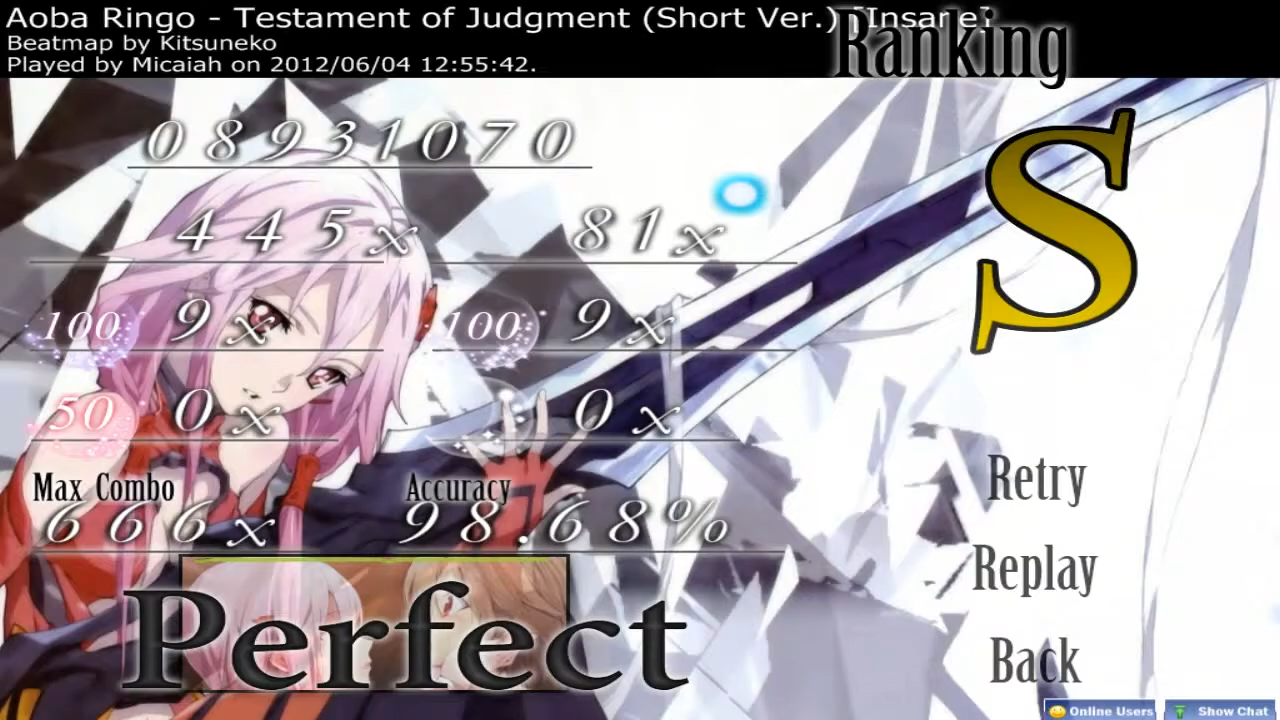 Aoba Ringo - Testament of Judgment (Short Ver.) [Insane]
Beatmap by Kitsuneko
Played by Micaiah on 2012/06/04 12:55:42.
Ranking
08931070
S
445x 81x
100 9x 100 9x
50 0x 0x
Max Combo Accuracy
666x 98.68%
Perfect
Retry
Replay
Back
Online Users Show Chat